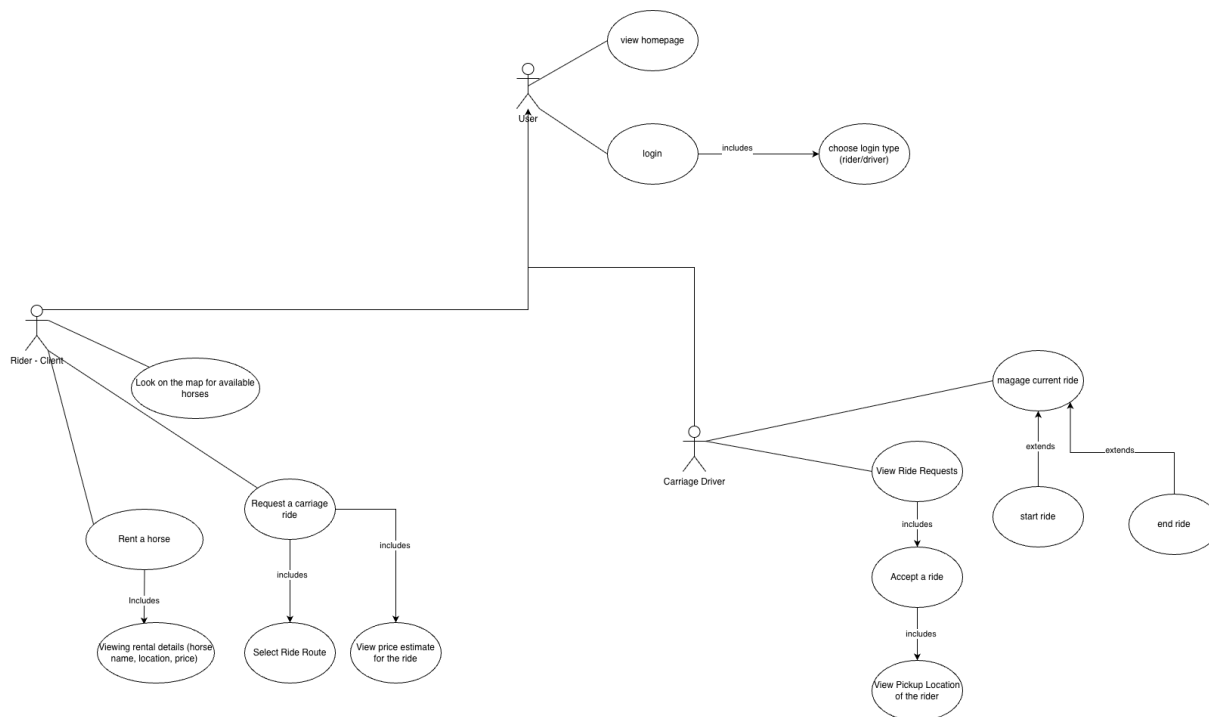 view homepage
User
login
includes
choose login type
(rider/driver)
Rider - Client
Look on the map for available
horses
magage current ride
extends
extends
start ride
end ride
Carriage Driver
View Ride Requests
includes
Accept a ride
includes
View Pickup Location
of the rider
Request a carriage
ride
includes
includes
Select Ride Route
View price estimate
for the ride
Rent a horse
Includes
Viewing rental details (horse
name, location, price)